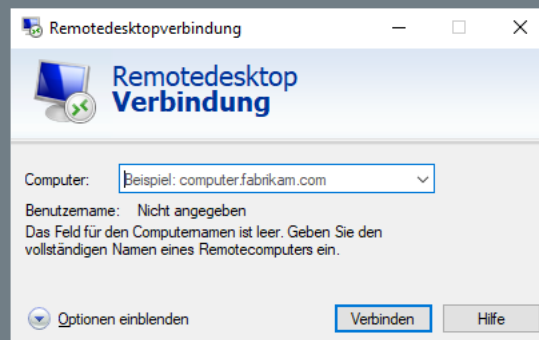 Remotedesktopverbindung
Remotedesktop
Verbindung
Computer: Beispiel: computer.fabrikam.com
Benutzername: Nicht angegeben
Das Feld für den Computernamen ist leer. Geben Sie den
vollständigen Namen eines Remotecomputers ein.
Optionen einblenden Verbinden Hilfe